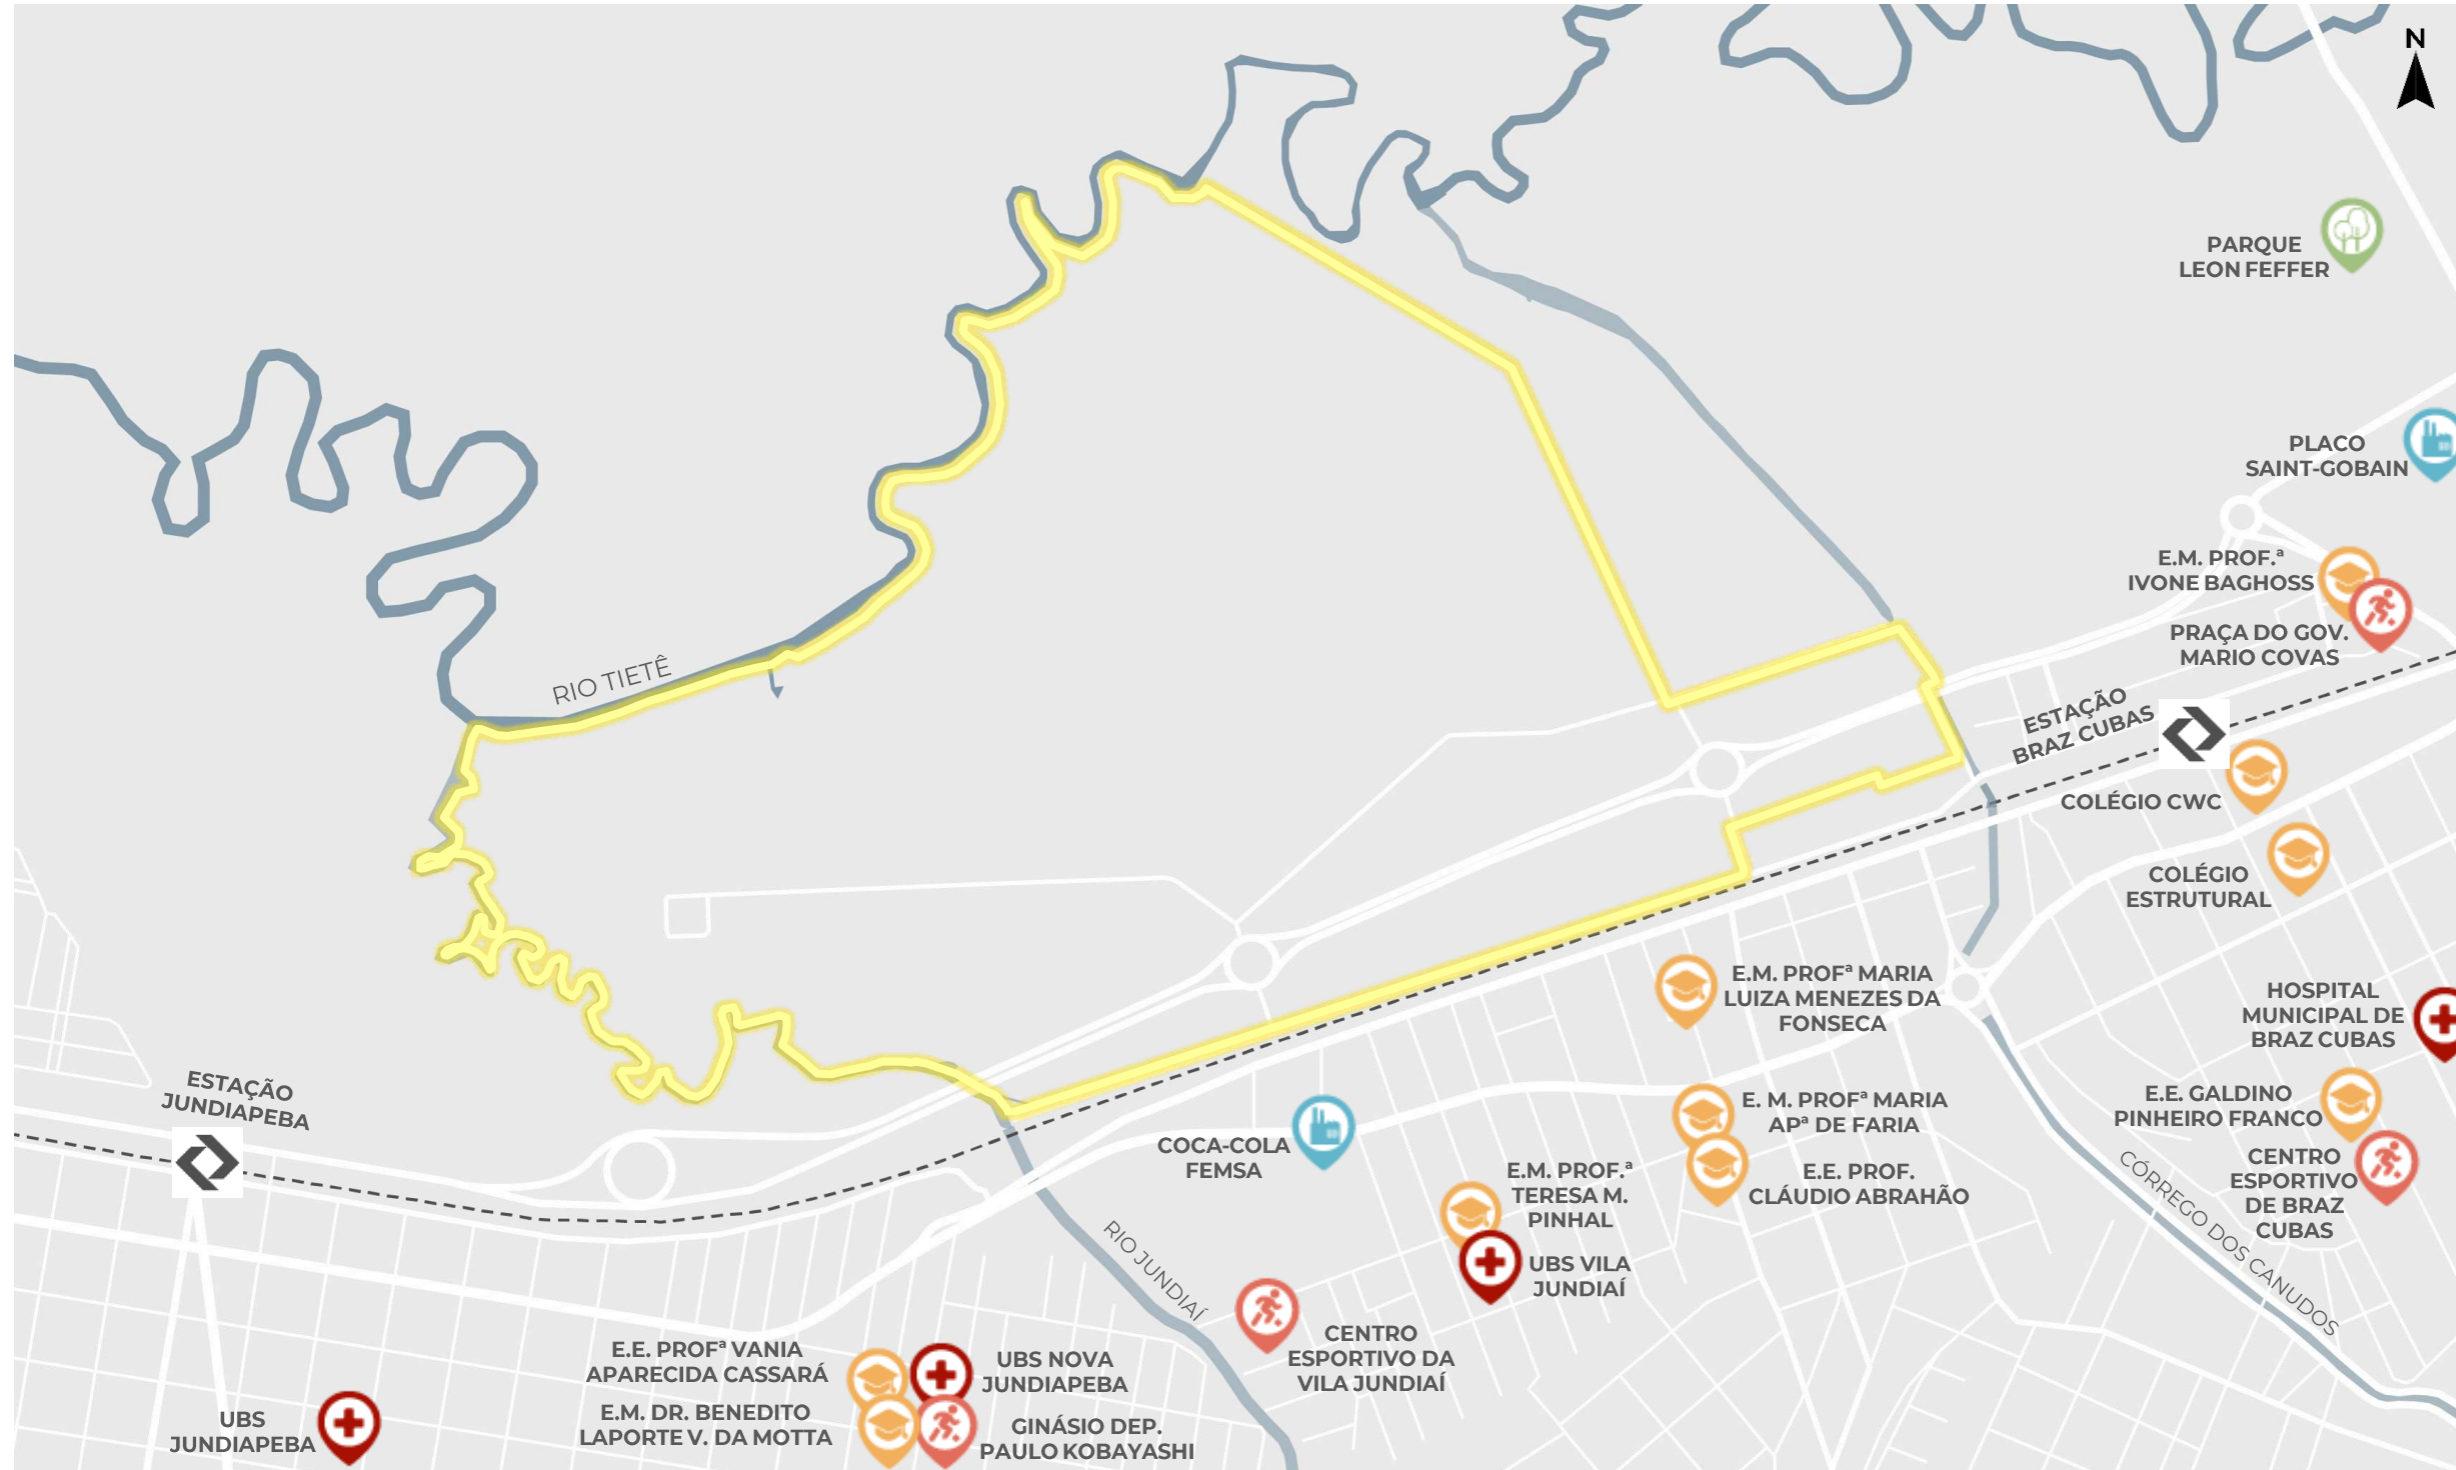 N
PARQUE
LEON FEFFER
PLACO
SAINT-GOBAIN
E.M. PROF.ª
IVONE BAGHOSS
PRAÇA DO GOV.
MARIO COVAS
RIO TIETÊ
ESTAÇÃO
BRAZ CUBAS
COLÉGIO CWC
COLÉGIO
ESTRUTURAL
E.M. PROFª MARIA
LUIZA MENEZES DA
FONSECA
HOSPITAL
MUNICIPAL DE
BRAZ CUBAS
ESTAÇÃO
JUNDIAPEBA
E. M. PROFª MARIA
APª DE FARIA
E.E. GALDINO
PINHEIRO FRANCO
COCA-COLA
FEMSA
E.M. PROF.ª
TERESA M.
PINHAL
E.E. PROF.
CLÁUDIO ABRAHÃO
CENTRO
ESPORTIVO
DE BRAZ
CUBAS
CÓRREGO DOS CANUDOS
RIO JUNDIAÍ
UBS VILA
JUNDIAÍ
CENTRO
ESPORTIVO DA
VILA JUNDIAÍ
E.E. PROFª VANIA
APARECIDA CASSARÁ
UBS NOVA
JUNDIAPEBA
E.M. DR. BENEDITO
LAPORTE V. DA MOTTA
GINÁSIO DEP.
PAULO KOBAYASHI
UBS
JUNDIAPEBA